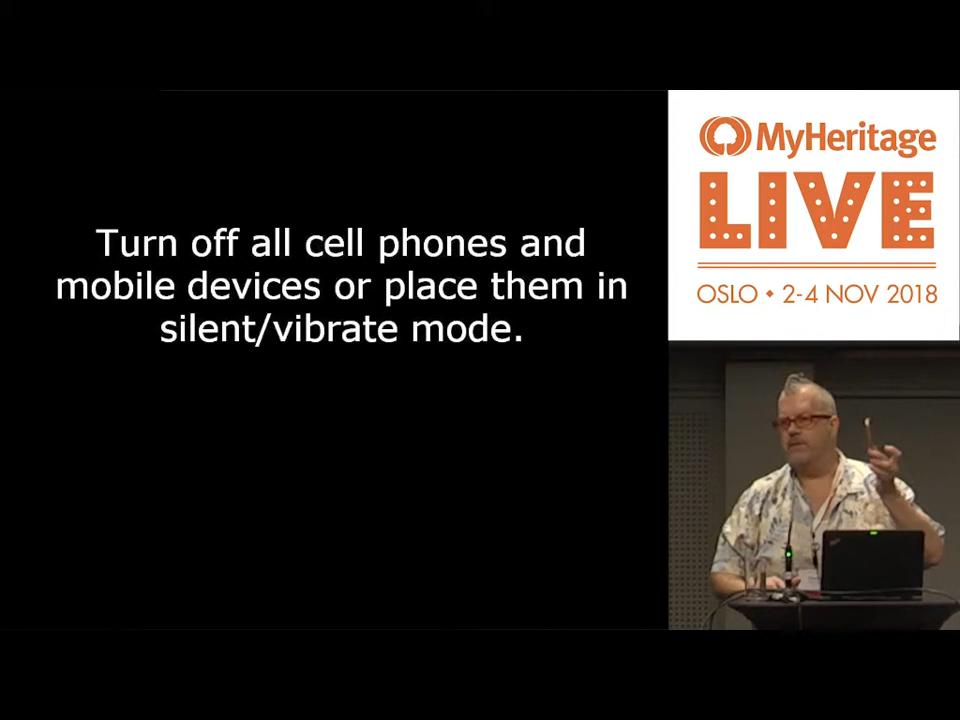 Turn off all cell phones and
mobile devices or place them in
silent/vibrate mode.
MyHeritage
LIVE
OSLO • 2-4 NOV 2018